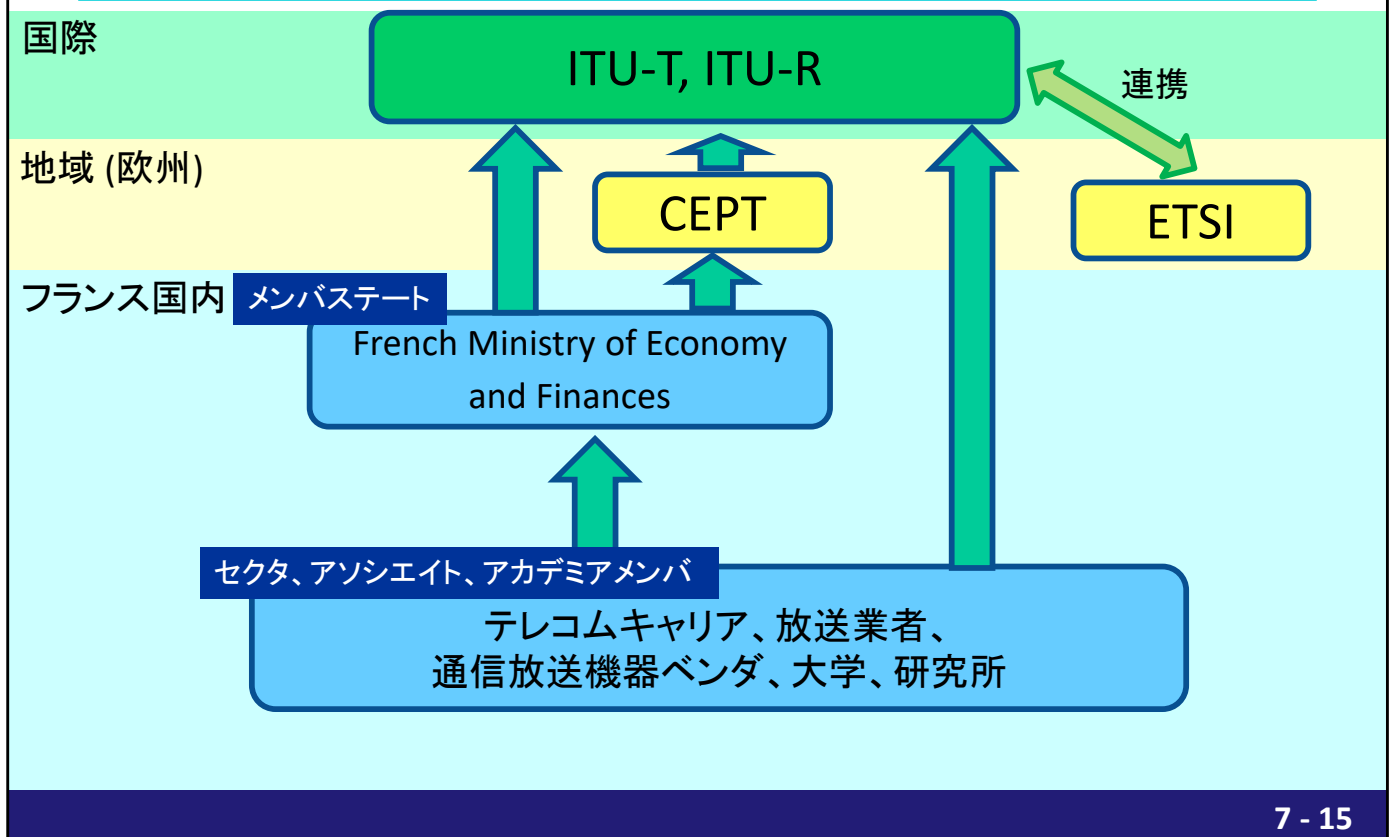 国際
ITU-T, ITU-R
連携
地域 (欧州)
CEPT
ETSI
フランス国内
メンバステート
French Ministry of Economy
and Finances
セクタ、アソシエイト、アカデミアメンバ
テレコムキャリア、放送業者、
通信放送機器ベンダ、大学、研究所
7 - 15